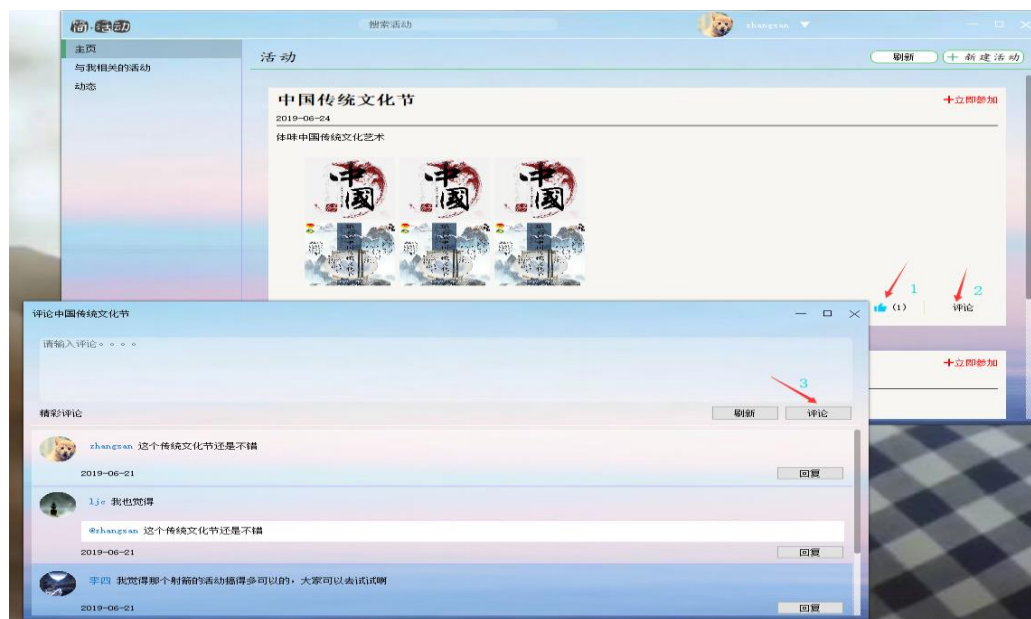 搜索活动
zhangsan
主页
与我相关的活动
动态
活动
刷新
+ 新建活动
中国传统文化节
+立即参加
2019-06-24
体味中国传统文化艺术
中國 中國 中國
1
2
(1)
评论
+立即参加
评论中国传统文化节
请输入评论。。。。
3
精彩评论
刷新
评论
zhangsan 这个传统文化节还是不错
2019-06-21
回复
ljc 我也觉得
@zhangsan 这个传统文化节还是不错
2019-06-21
回复
李四 我觉得那个射箭的活动搞得多可以的，大家可以去试试啊
2019-06-21
回复